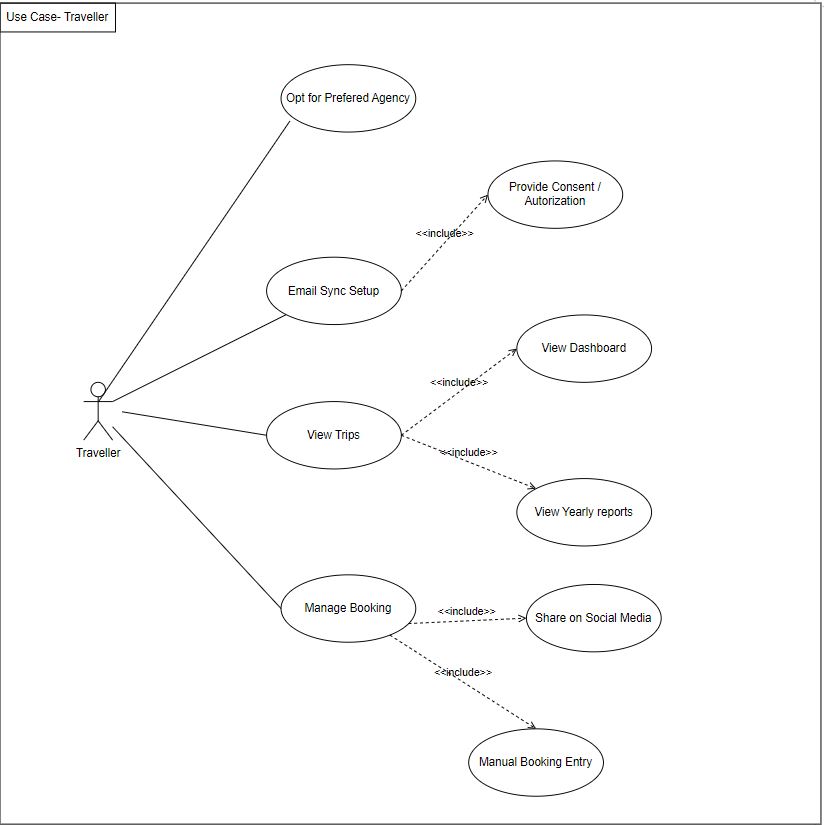 Use Case- Traveller
Opt for Prefered Agency
Provide Consent /
Autorization
<<include>>
Email Sync Setup
View Dashboard
<<include>>
View Trips
<<include>>
Traveller
View Yearly reports
Manage Booking
<<include>>
Share on Social Media
<<include>>
Manual Booking Entry